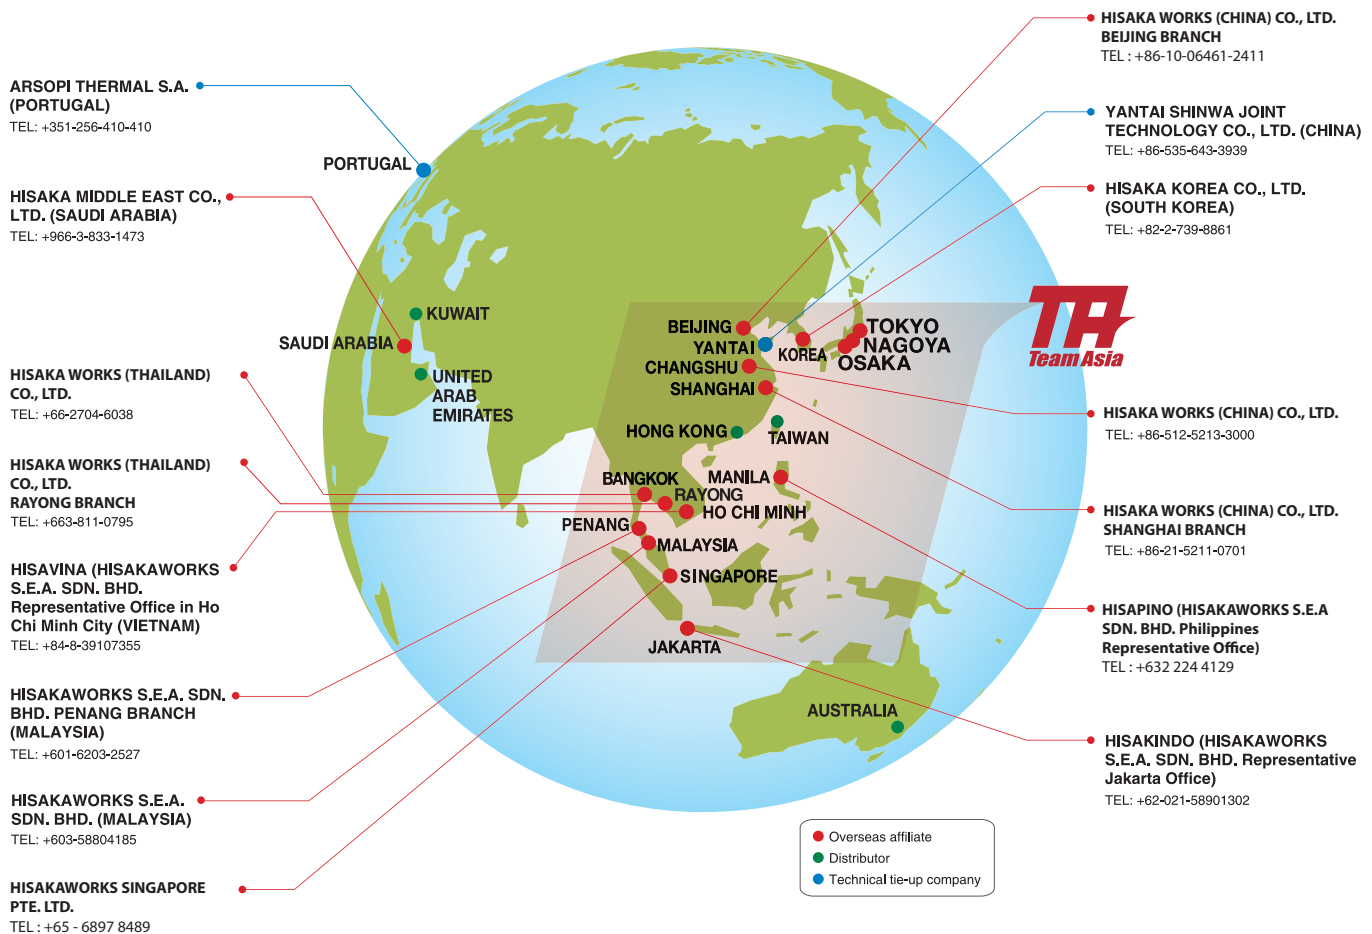 ARSOPI THERMAL S.A.
(PORTUGAL)
TEL: +351-256-410-410
HISAKA MIDDLE EAST CO.,
LTD. (SAUDI ARABIA)
TEL: +966-3-833-1473
HISAKA WORKS (THAILAND)
CO., LTD.
TEL: +66-2704-6038
HISAKA WORKS (THAILAND)
CO., LTD.
RAYONG BRANCH
TEL: +663-811-0795
HISAVINA (HISAKAWORKS
S.E.A. SDN. BHD.
Representative Office in Ho
Chi Minh City (VIETNAM)
TEL: +84-8-39107355
HISAKAWORKS S.E.A. SDN.
BHD. PENANG BRANCH
(MALAYSIA)
TEL: +601-6203-2527
HISAKAWORKS S.E.A.
SDN. BHD. (MALAYSIA)
TEL: +603-58804185
HISAKAWORKS SINGAPORE
PTE. LTD.
TEL : +65 - 6897 8489
PORTUGAL
KUWAIT
SAUDI ARABIA
UNITED
ARAB
EMIRATES
BEIJING
YANTAI
KOREA
TOKYO
NAGOYA
OSAKA
CHANGSHU
SHANGHAI
HONG KONG
TAIWAN
BANGKOK
MANILA
RAYONG
HO CHI MINH
PENANG
MALAYSIA
SINGAPORE
JAKARTA
AUSTRALIA
HISAKA WORKS (CHINA) CO., LTD.
BEIJING BRANCH
TEL : +86-10-06461-2411
YANTAI SHINWA JOINT
TECHNOLOGY CO., LTD. (CHINA)
TEL: +86-535-643-3939
HISAKA KOREA CO., LTD.
(SOUTH KOREA)
TEL: +82-2-739-8861
TA
Team Asia
HISAKA WORKS (CHINA) CO., LTD.
TEL: +86-512-5213-3000
HISAKA WORKS (CHINA) CO., LTD.
SHANGHAI BRANCH
TEL: +86-21-5211-0701
HISAPINO (HISAKAWORKS S.E.A
SDN. BHD. Philippines
Representative Office)
TEL : +632 224 4129
HISAKINDO (HISAKAWORKS
S.E.A. SDN. BHD. Representative
Jakarta Office)
TEL: +62-021-58901302
Overseas affiliate
Distributor
Technical tie-up company